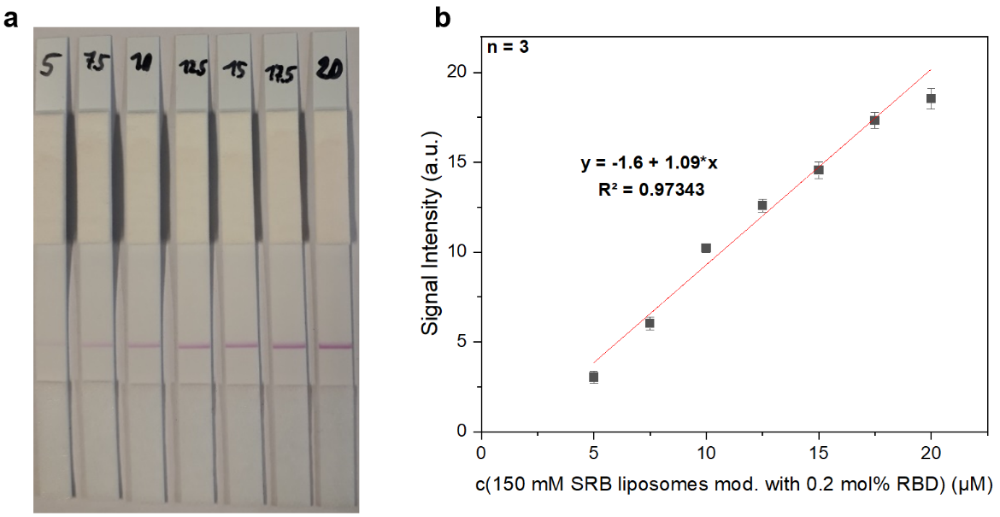 a
5 7.5 10 12.5 15 17.5 20
b
n = 3
y = -1.6 + 1.09*x
R² = 0.97343
Signal Intensity (a.u.)
20
15
10
5
0
0 5 10 15 20
c(150 mM SRB liposomes mod. with 0.2 mol% RBD) (µM)